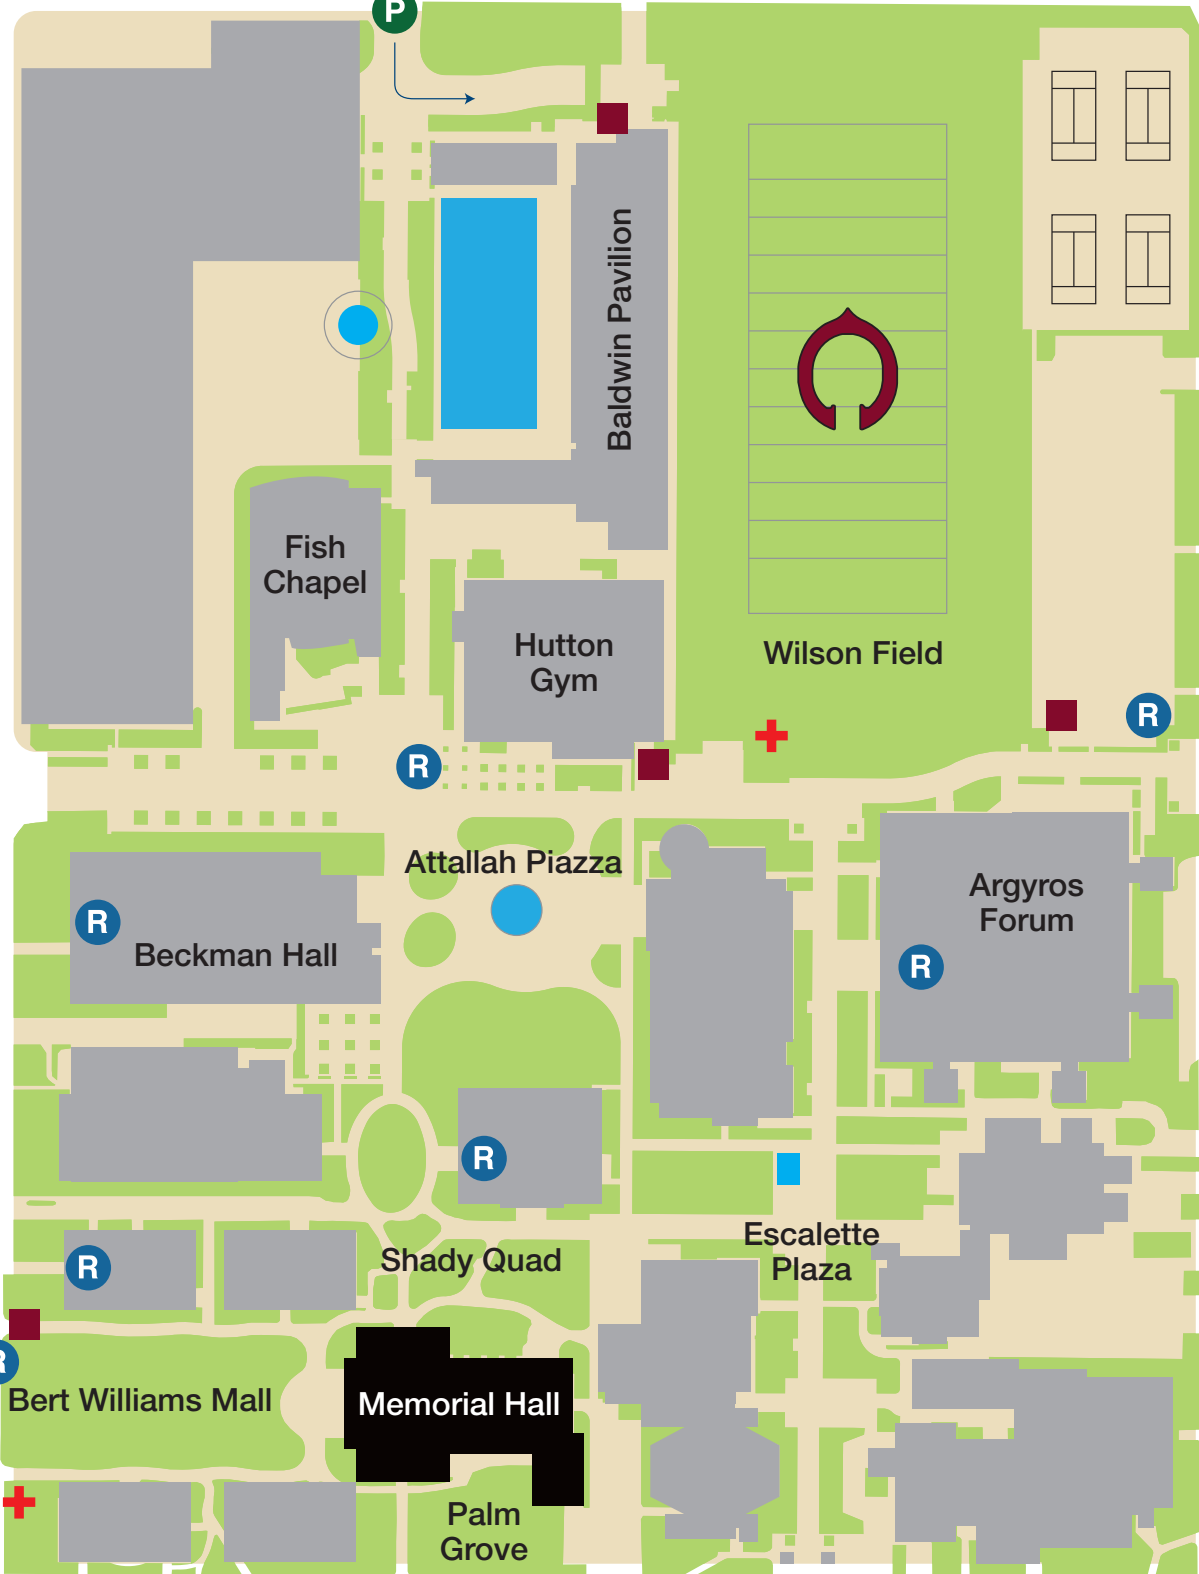 P
Baldwin Pavilion
Fish
Chapel
Hutton
Gym
Wilson Field
R
R
Attallah Piazza
Argyros
Forum
R
Beckman Hall
R
R
Escalette
Plaza
Shady Quad
R
R
Bert Williams Mall
Memorial Hall
Palm
Grove